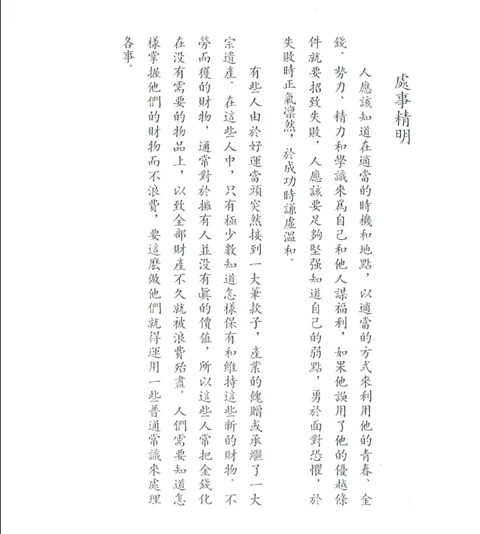 處事精明
人應該知道在適當的時機和地點，以適當的方式來利用他的青春、金
錢、勢力、精力和學識來爲自己和他人謀福利，如果他誤用了他的優越條
件就要招致失敗，人應該要足夠堅强知道自己的弱點，勇於面對恐懼，於
失敗時正氣凛然，於成功時謙虛溫和。
有些人由於好運當頭突然接到一大筆款子，產業的餽贈或承繼了一大
宗遺產。在這些人中，只有極少數知道怎樣保有和維持這些新的財物。不
勞而獲的財物，通常對於擁有人並没有眞的價值，所以這些人常把金錢化
在没有需要的物品上，以致全部財產不久就被浪費殆盡。人們需要知道怎
樣掌握他們的財物而不浪費，要這麽做他們就得運用一些普通常識來處理
各事。